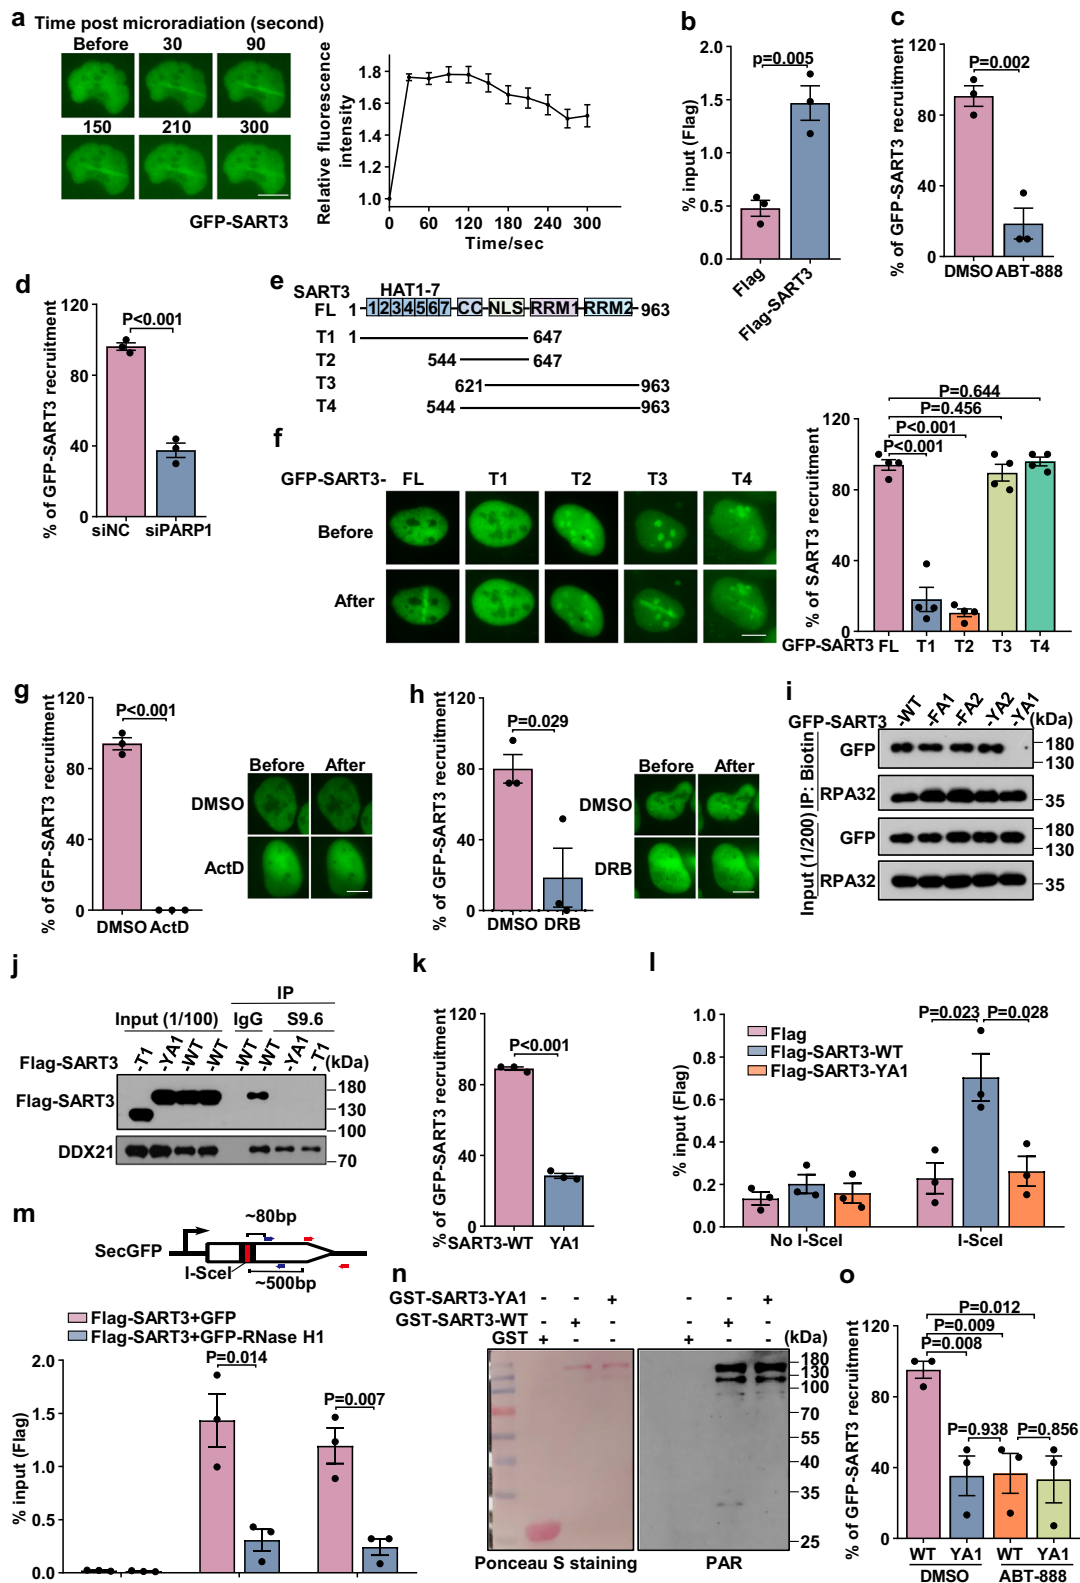 a
Time post microradiation (second)
Before 30 90
150 210 300
GFP-SART3
Relative fluorescence intensity
1.8
1.6
1.4
1.2
1.0
0 60 120 180 240 300
Time/sec
b
% input (Flag)
2.0
1.5
1.0
0.5
0.0
p=0.005
Flag
Flag-SART3
c
% of GFP-SART3 recruitment
120
80
40
0
P=0.002
DMSO ABT-888
d
% of GFP-SART3 recruitment
120
80
40
0
P<0.001
siNC siPARP1
e
SART3 HAT1-7
FL 1 1 2 3 4 5 6 7 CC NLS RRM1 RRM2 963
T1 1 647
T2 544 647
T3 621 963
T4 544 963
f
GFP-SART3- FL T1 T2 T3 T4
Before
After
% of SART3 recruitment
120
80
40
0
P=0.644
P=0.456
P<0.001
P<0.001
GFP-SART3 FL T1 T2 T3 T4
g
% of GFP-SART3 recruitment
120
80
40
0
P<0.001
DMSO ActD
Before After
DMSO
ActD
h
% of GFP-SART3 recruitment
120
80
40
0
P=0.029
DMSO DRB
Before After
DMSO
DRB
i
GFP-SART3 -WT -FA1 -FA2 -YA2 -YA1 (kDa)
IP: Biotin
GFP 180
130
RPA32 35
Input (1/200)
GFP 180
130
RPA32 35
j
IP
Input (1/100) IgG S9.6
Flag-SART3 -T1 -YA1 -WT -WT -WT -WT -YA1 -T1 (kDa)
Flag-SART3 180
130
100
DDX21 70
k
% of GFP-SART3 recruitment
120
80
40
0
P<0.001
SART3-WT YA1
l
% input (Flag)
1.0
0.8
0.6
0.4
0.2
0.0
Flag
Flag-SART3-WT
Flag-SART3-YA1
P=0.023 P=0.028
No I-SceI I-SceI
m
~80bp
SecGFP
I-SceI
~500bp
Flag-SART3+GFP
Flag-SART3+GFP-RNase H1
% input (Flag)
2.0
1.5
1.0
0.5
0.0
P=0.014
P=0.007
n
GST-SART3-YA1 - - + - - +
GST-SART3-WT - + - - + -
GST + - - + - - (kDa)
180
130
100
70
55
40
35
25
Ponceau S staining PAR
o
% of GFP-SART3 recruitment
120
80
40
0
P=0.012
P=0.009
P=0.008
P=0.938 P=0.856
WT YA1 WT YA1
DMSO ABT-888